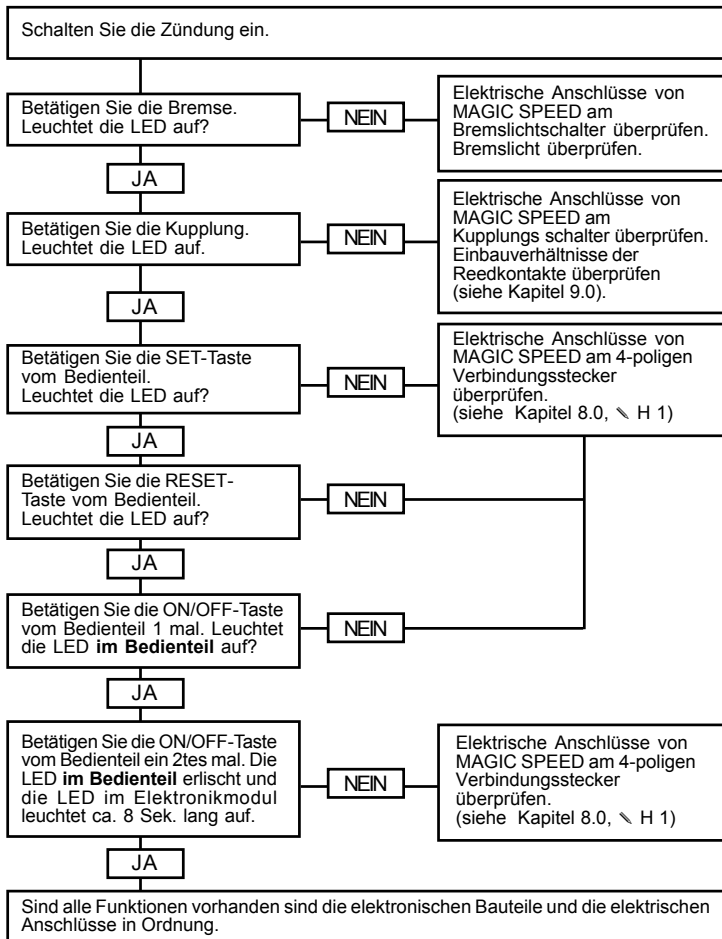 Schalten Sie die Zündung ein.
Betätigen Sie die Bremse.
Leuchtet die LED auf?
NEIN
Elektrische Anschlüsse von
MAGIC SPEED am
Bremslichtschalter überprüfen.
Bremslicht überprüfen.
JA
Betätigen Sie die Kupplung.
Leuchtet die LED auf.
NEIN
Elektrische Anschlüsse von
MAGIC SPEED am
Kupplungs schalter überprüfen.
Einbauverhältnisse der
Reedkontakte überprüfen
(siehe Kapitel 9.0).
JA
Betätigen Sie die SET-Taste
vom Bedienteil.
Leuchtet die LED auf?
NEIN
Elektrische Anschlüsse von
MAGIC SPEED am 4-poligen
Verbindungsstecker
überprüfen.
(siehe Kapitel 8.0, ✎ H 1)
JA
Betätigen Sie die RESET-
Taste vom Bedienteil.
Leuchtet die LED auf?
NEIN
JA
Betätigen Sie die ON/OFF-Taste
vom Bedienteil 1 mal. Leuchtet
die LED im Bedienteil auf?
NEIN
JA
Betätigen Sie die ON/OFF-Taste
vom Bedienteil ein 2tes mal. Die
LED im Bedienteil erlischt und
die LED im Elektronikmodul
leuchtet ca. 8 Sek. lang auf.
NEIN
Elektrische Anschlüsse von
MAGIC SPEED am 4-poligen
Verbindungsstecker
überprüfen.
(siehe Kapitel 8.0, ✎ H 1)
JA
Sind alle Funktionen vorhanden sind die elektronischen Bauteile und die elektrischen
Anschlüsse in Ordnung.